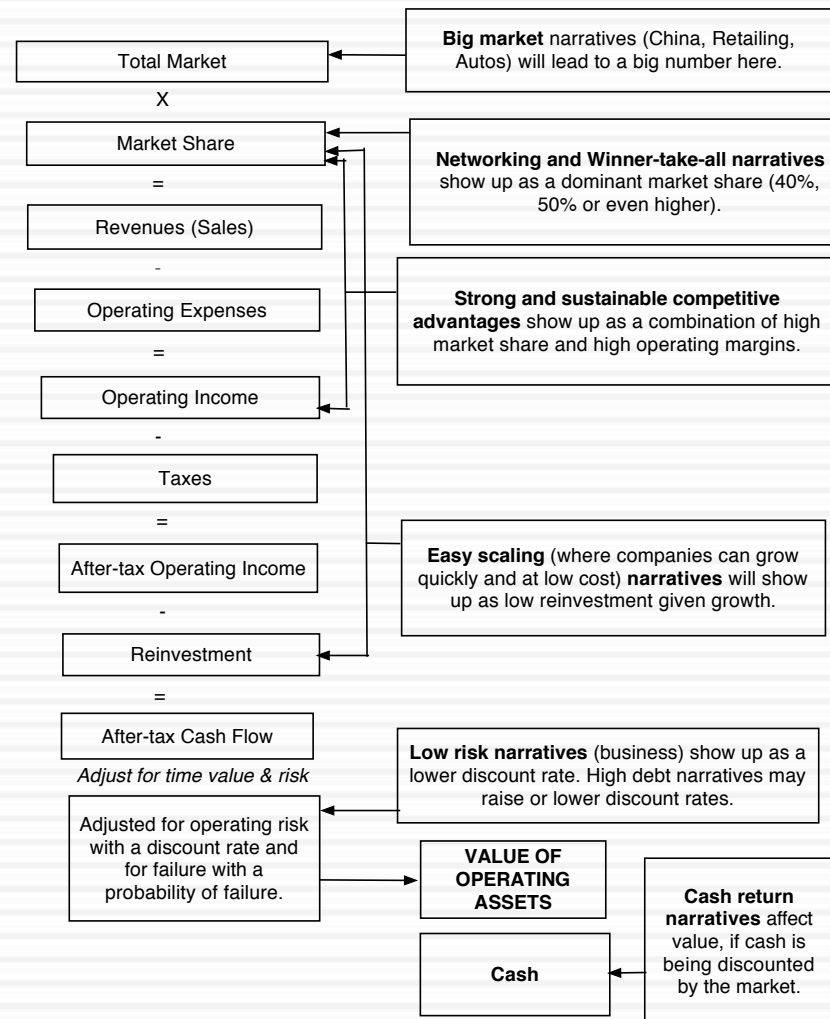 Big market narratives (China, Retailing,
Autos) will lead to a big number here.
Total Market
X
Market Share
Networking and Winner-take-all narratives
show up as a dominant market share (40%,
50% or even higher).
=
Revenues (Sales)
-
Strong and sustainable competitive
advantages show up as a combination of high
market share and high operating margins.
Operating Expenses
=
Operating Income
-
Taxes
=
After-tax Operating Income
Easy scaling (where companies can grow
quickly and at low cost) narratives will show
up as low reinvestment given growth.
-
Reinvestment
=
After-tax Cash Flow
Low risk narratives (business) show up as a
lower discount rate. High debt narratives may
raise or lower discount rates.
Adjust for time value & risk
Adjusted for operating risk
with a discount rate and
for failure with a
probability of failure.
VALUE OF
OPERATING
ASSETS
Cash return
narratives affect
value, if cash is
being discounted
by the market.
Cash